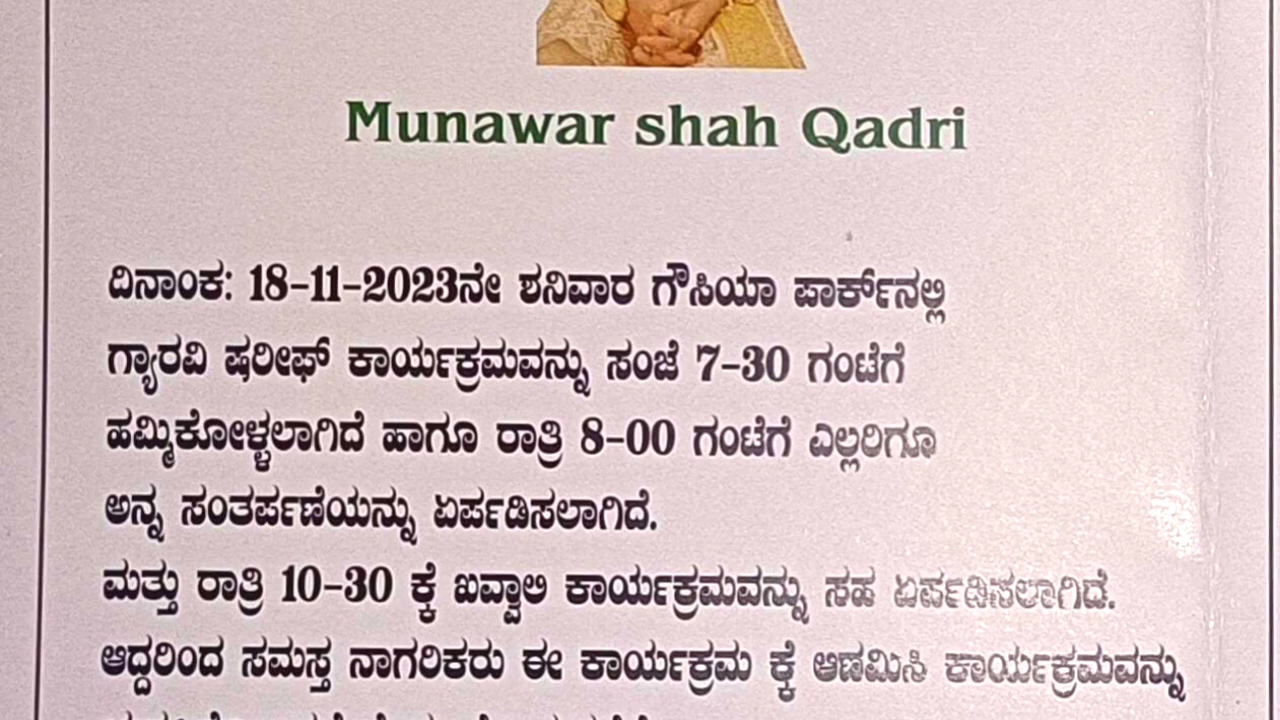 Munawar shah Qadri
ದಿನಾಂಕ: 18-11-2023ನೇ ಶನಿವಾರ ಗೌಸಿಯಾ ಪಾರ್ಕ್‌ನಲ್ಲಿ
ಗ್ಯಾರವಿ ಷರೀಫ್ ಕಾರ್ಯಕ್ರಮವನ್ನು ಸಂಜೆ 7-30 ಗಂಟೆಗೆ
ಹಮ್ಮಿಕೋಳ್ಳಲಾಗಿದೆ ಹಾಗೂ ರಾತ್ರಿ 8-00 ಗಂಟೆಗೆ ಎಲ್ಲರಿಗೂ
ಅನ್ನ ಸಂತರ್ಪಣೆಯನ್ನು ಏರ್ಪಡಿಸಲಾಗಿದೆ.
ಮತ್ತು ರಾತ್ರಿ 10-30 ಕ್ಕೆ ಖವ್ವಾಲಿ ಕಾರ್ಯಕ್ರಮವನ್ನು ಸಹ ಏರ್ಪಡಿಸಲಾಗಿದೆ.
ಆದ್ದರಿಂದ ಸಮಸ್ತ ನಾಗರಿಕರು ಈ ಕಾರ್ಯಕ್ರಮ ಕ್ಕೆ ಆಣಮಿಸಿ ಕಾರ್ಯಕ್ರಮವನ್ನು